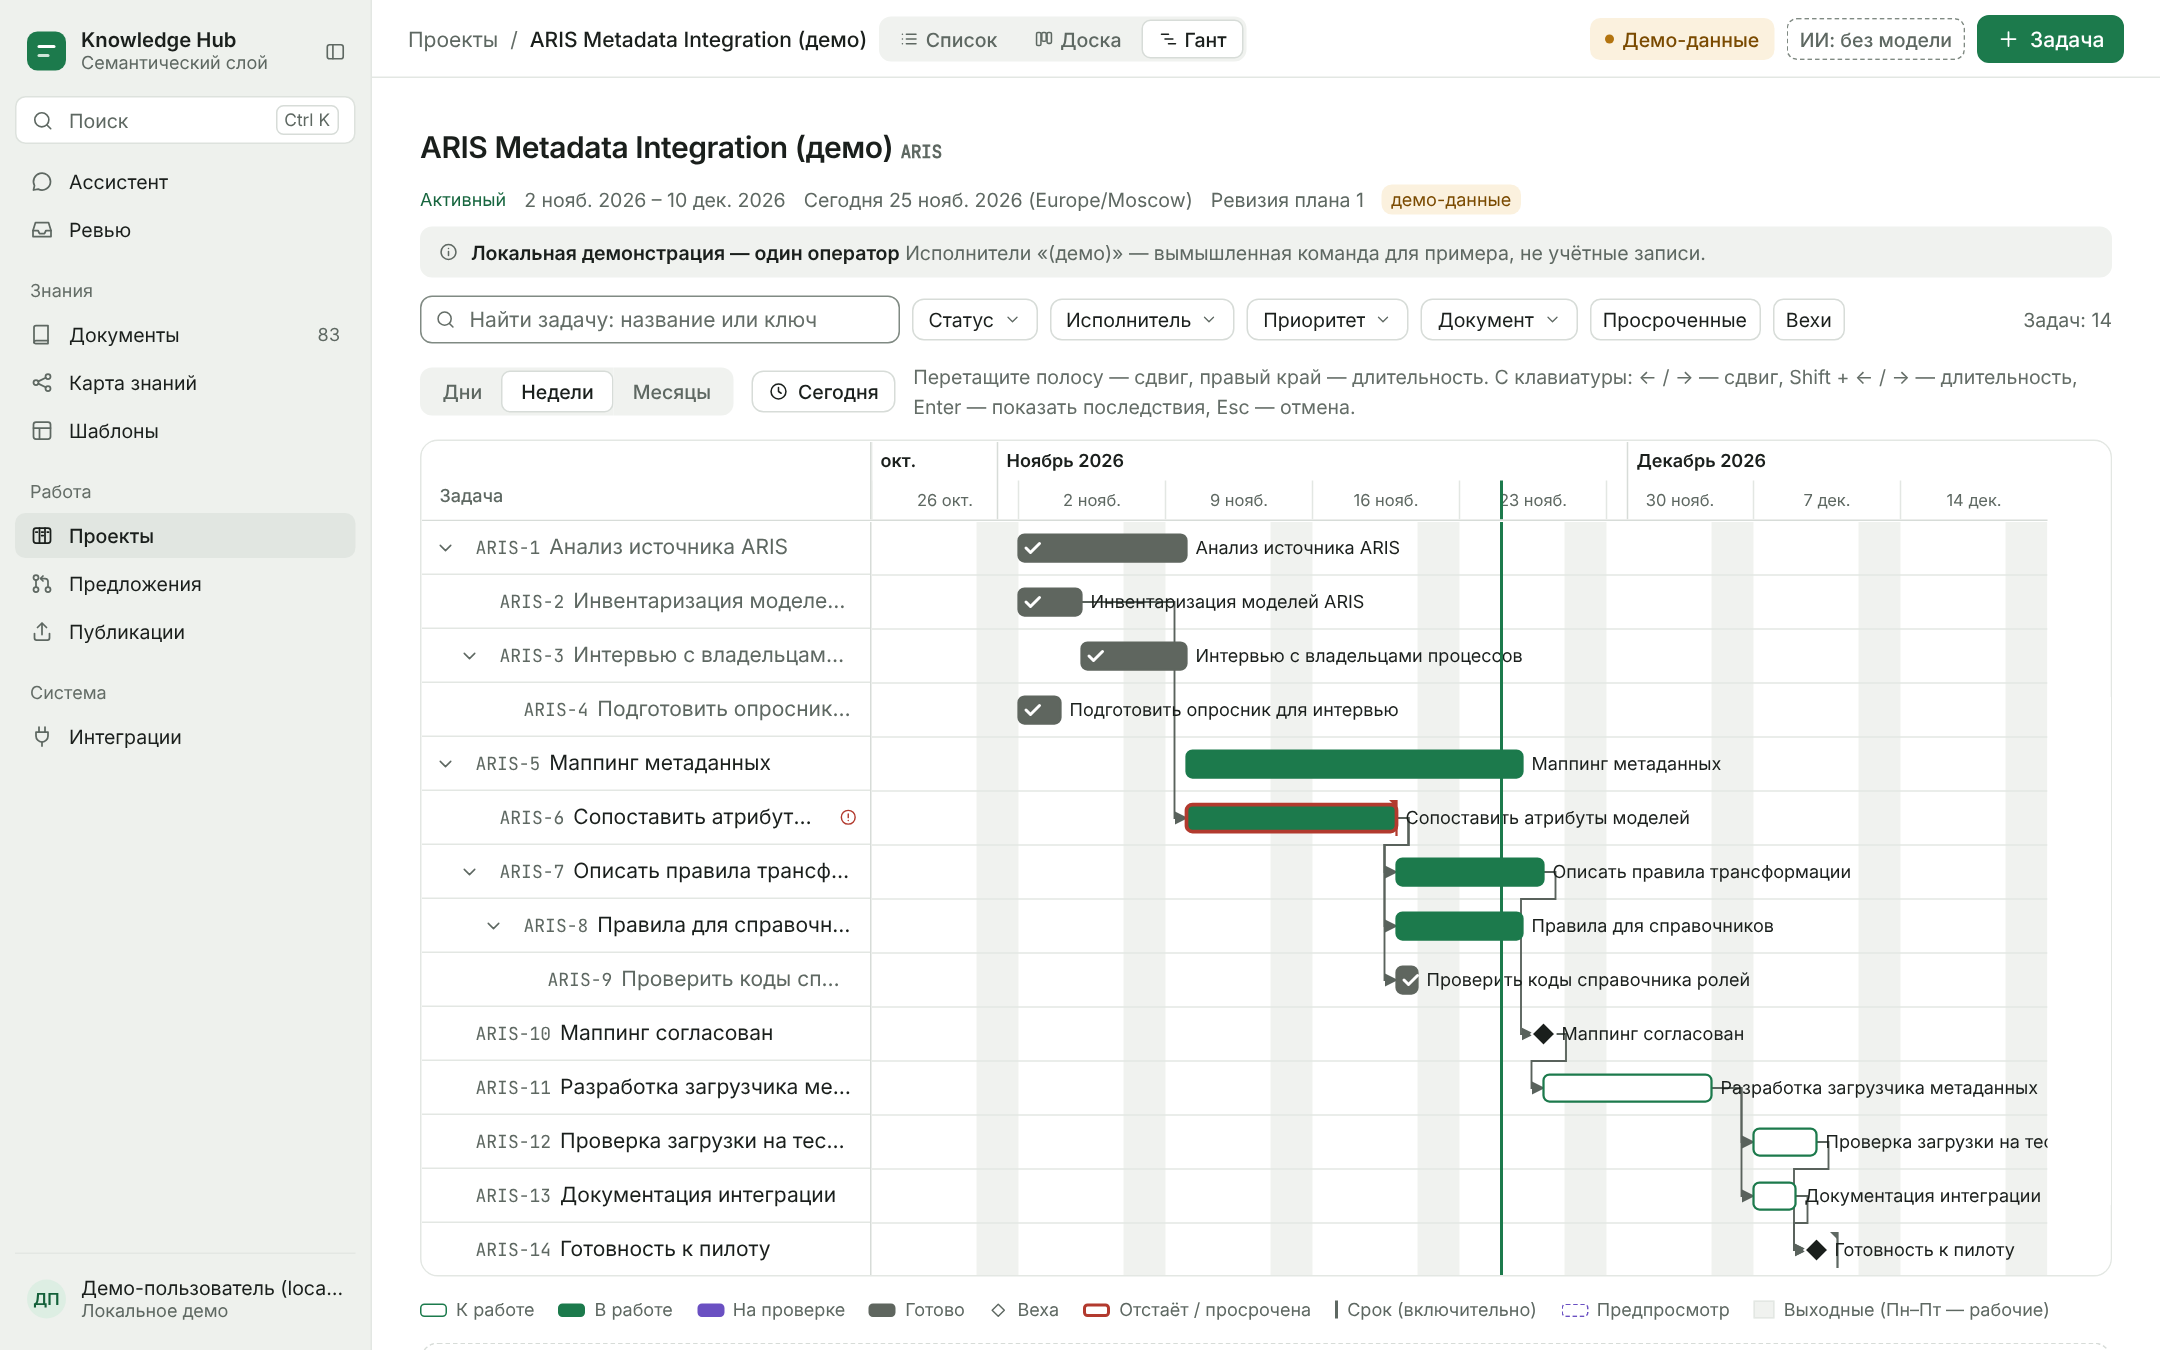 Knowledge Hub
Семантический слой
Поиск Ctrl K
Ассистент
Ревью
Знания
Документы 83
Карта знаний
Шаблоны
Работа
Проекты
Предложения
Публикации
Система
Интеграции
ДП Демо-пользователь (loca...
Локальное демо
Проекты / ARIS Metadata Integration (демо) Список Доска Гант Демо-данные ИИ: без модели + Задача
ARIS Metadata Integration (демо) ARIS
Активный 2 нояб. 2026 – 10 дек. 2026 Сегодня 25 нояб. 2026 (Europe/Moscow) Ревизия плана 1 демо-данные
Локальная демонстрация — один оператор Исполнители «(демо)» — вымышленная команда для примера, не учётные записи.
Найти задачу: название или ключ Статус Исполнитель Приоритет Документ Просроченные Вехи Задач: 14
Дни Недели Месяцы Сегодня Перетащите полосу — сдвиг, правый край — длительность. С клавиатуры: ← / → — сдвиг, Shift + ← / → — длительность,
Enter — показать последствия, Esc — отмена.
окт. Ноябрь 2026 Декабрь 2026
Задача 26 окт. 2 нояб. 9 нояб. 16 нояб. 23 нояб. 30 нояб. 7 дек. 14 дек.
ARIS-1 Анализ источника ARIS Анализ источника ARIS
ARIS-2 Инвентаризация моделе... Инвентаризация моделей ARIS
ARIS-3 Интервью с владельцам... Интервью с владельцами процессов
ARIS-4 Подготовить опросник... Подготовить опросник для интервью
ARIS-5 Маппинг метаданных Маппинг метаданных
ARIS-6 Сопоставить атрибут... Сопоставить атрибуты моделей
ARIS-7 Описать правила трансф... Описать правила трансформации
ARIS-8 Правила для справочн... Правила для справочников
ARIS-9 Проверить коды сп... Проверить коды справочника ролей
ARIS-10 Маппинг согласован Маппинг согласован
ARIS-11 Разработка загрузчика ме... Разработка загрузчика метаданных
ARIS-12 Проверка загрузки на тес... Проверка загрузки на тес
ARIS-13 Документация интеграции Документация интеграции
ARIS-14 Готовность к пилоту Готовность к пилоту
К работе В работе На проверке Готово Веха Отстаёт / просрочена Срок (включительно) Предпросмотр Выходные (Пн–Пт — рабочие)